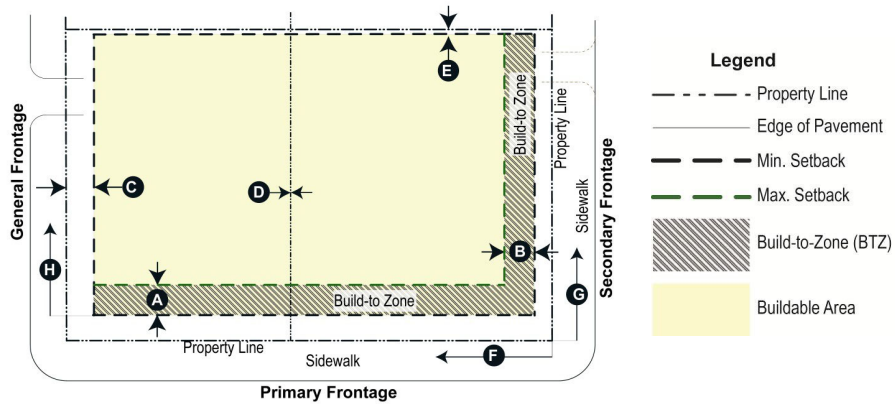 E
Build-to Zone
Property Line
General Frontage
C
D
Sidewalk
Secondary Frontage
H
B
A
Build-to Zone
G
Property Line
Sidewalk
F
Primary Frontage
Legend
Property Line
Edge of Pavement
Min. Setback
Max. Setback
Build-to-Zone (BTZ)
Buildable Area